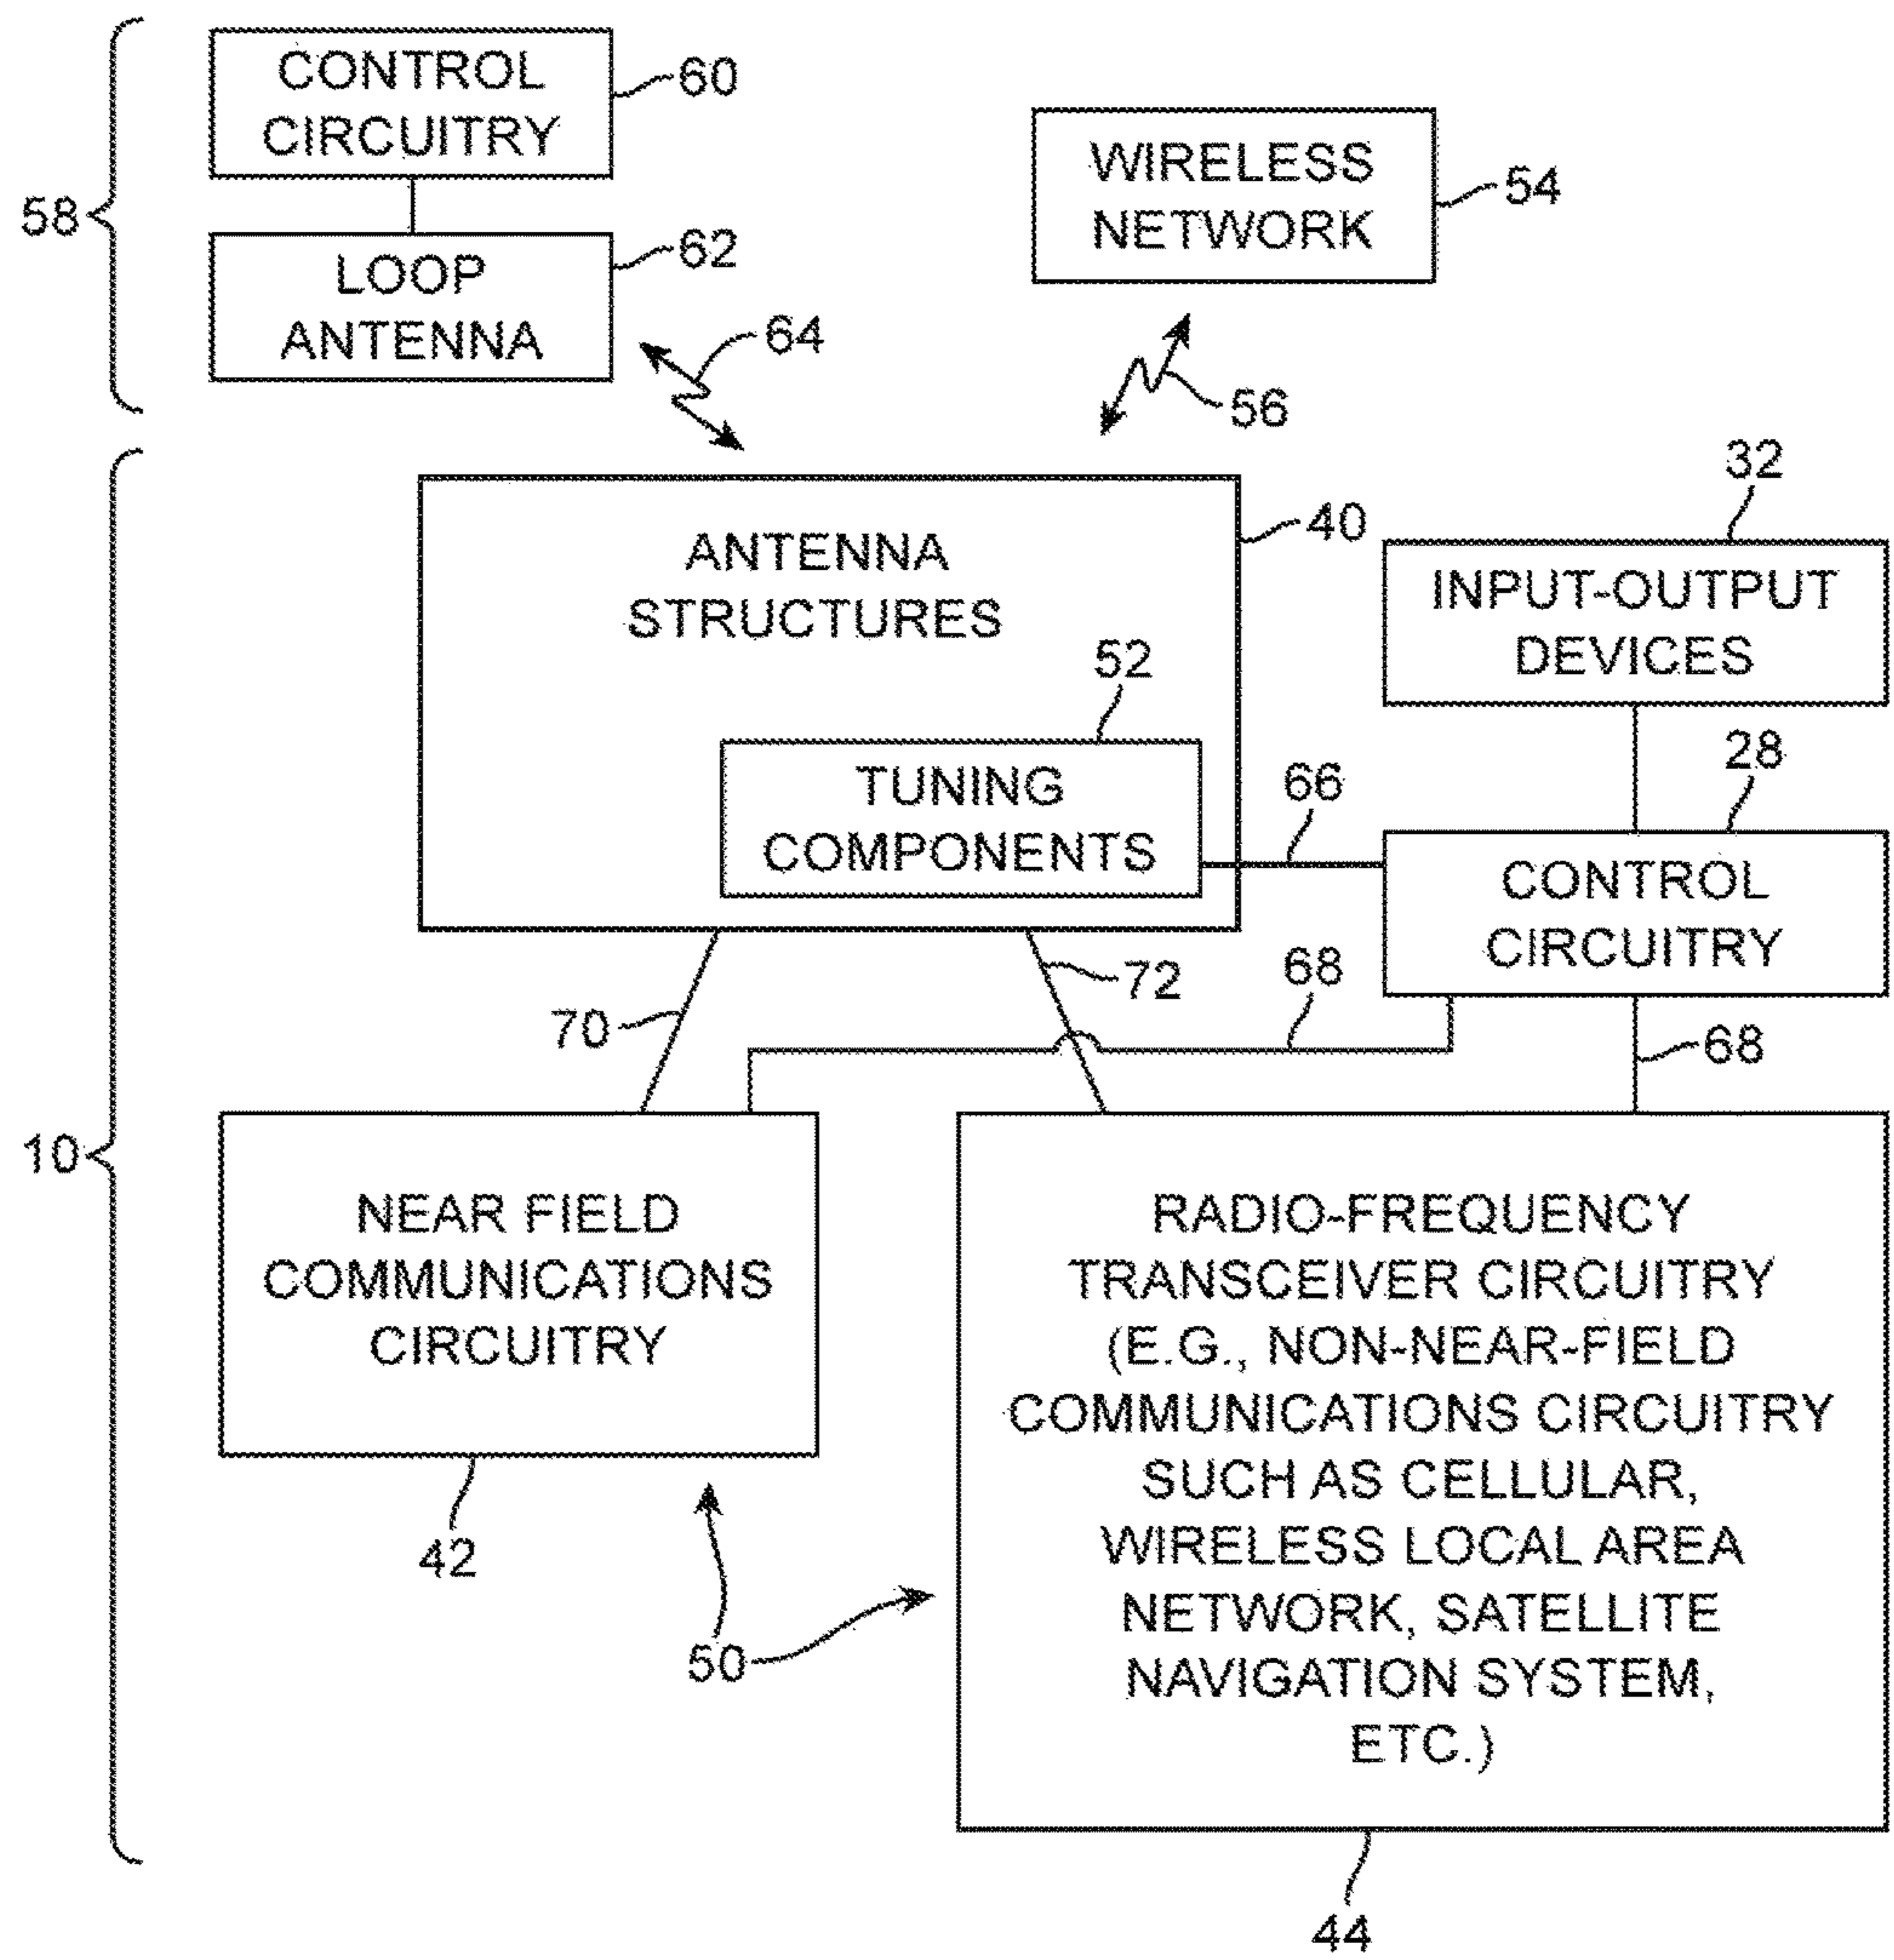 CONTROL
CIRCUITRY
60
58
LOOP
ANTENNA
62
WIRELESS
NETWORK
54
64
56
ANTENNA
STRUCTURES
40
32
INPUT-OUTPUT
DEVICES
52
TUNING
COMPONENTS
66
28
CONTROL
CIRCUITRY
70
72
68
68
10
NEAR FIELD
COMMUNICATIONS
CIRCUITRY
42
50
RADIO-FREQUENCY
TRANSCEIVER CIRCUITRY
(E.G., NON-NEAR-FIELD
COMMUNICATIONS CIRCUITRY
SUCH AS CELLULAR,
WIRELESS LOCAL AREA
NETWORK, SATELLITE
NAVIGATION SYSTEM,
ETC.)
44